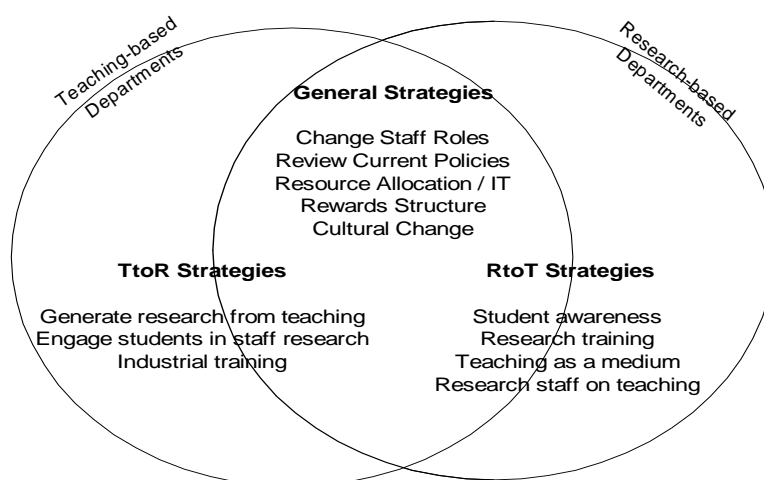 Teaching-based
Departments
Research-based
Departments
General Strategies
Change Staff Roles
Review Current Policies
Resource Allocation / IT
Rewards Structure
Cultural Change
TtoR Strategies
Generate research from teaching
Engage students in staff research
Industrial training
RtoT Strategies
Student awareness
Research training
Teaching as a medium
Research staff on teaching